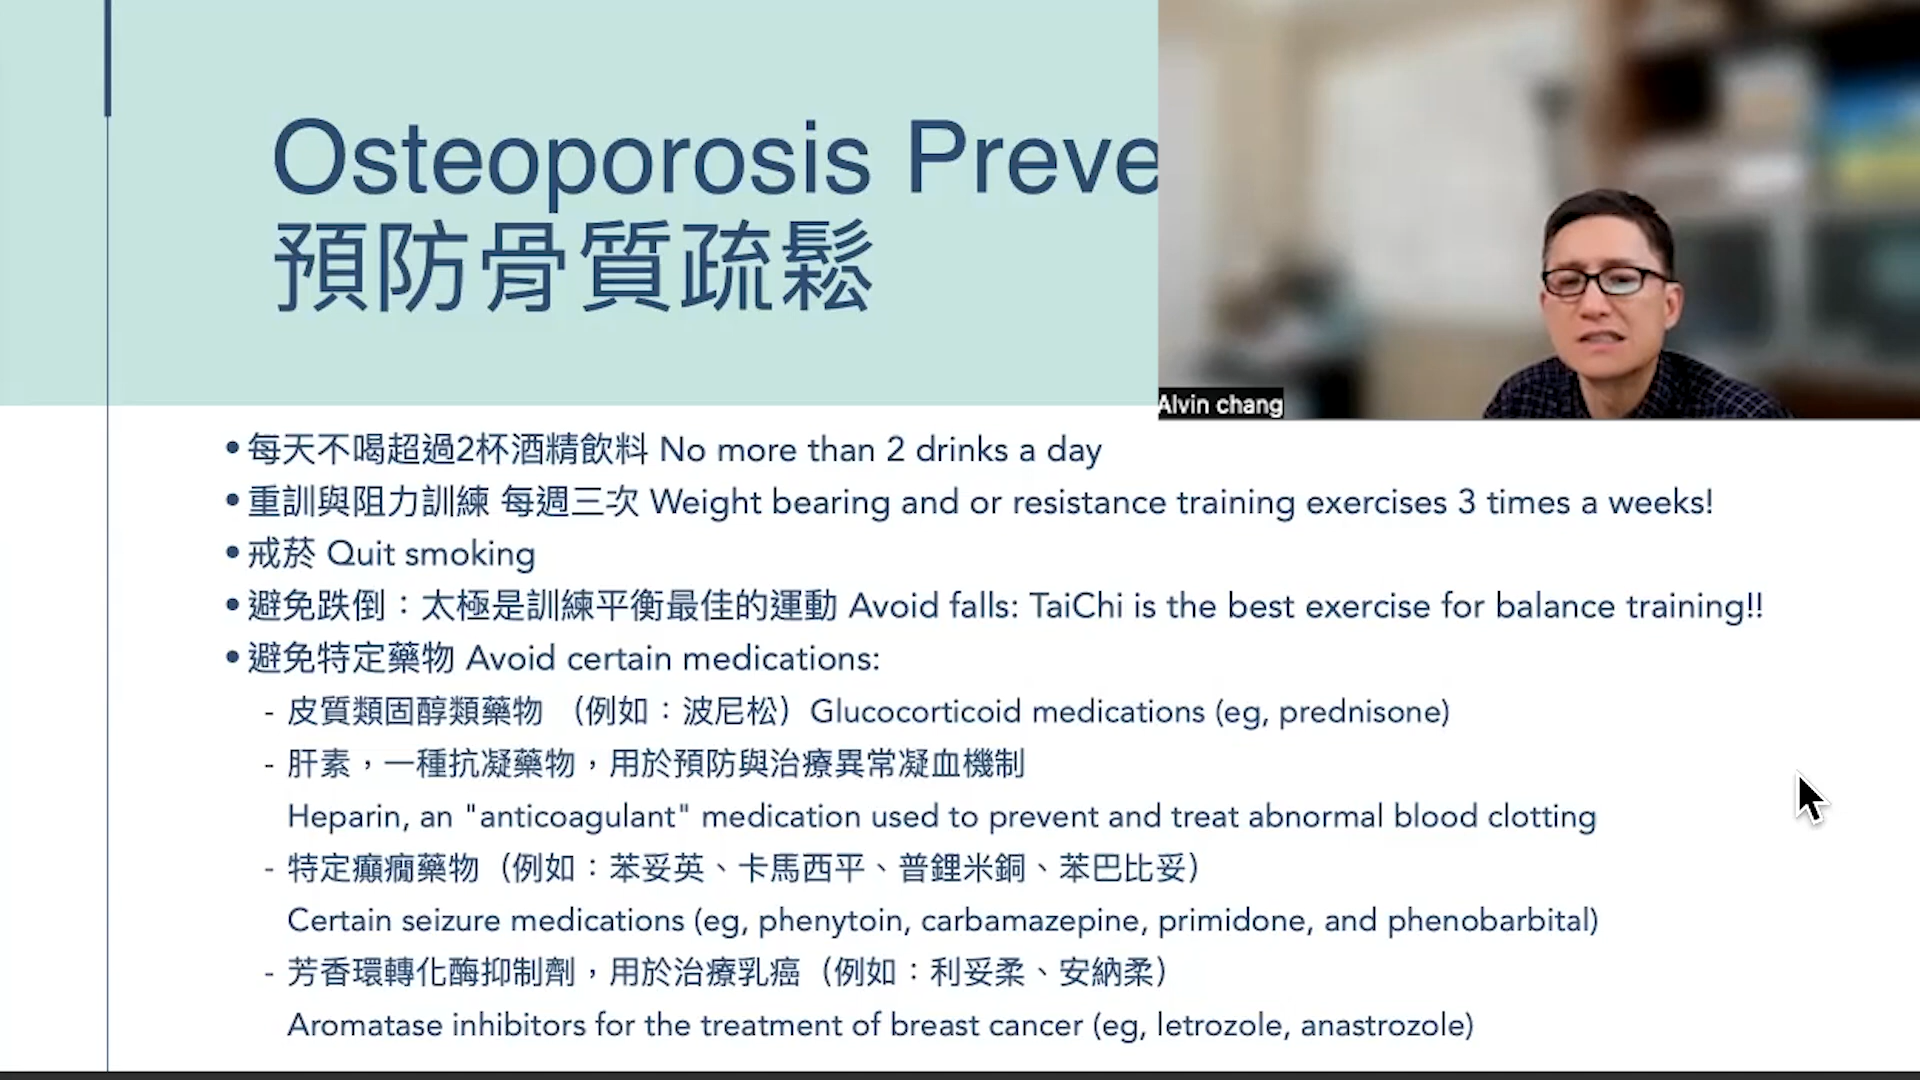 Osteoporosis Preve
預防骨質疏鬆
Alvin chang
•每天不喝超過2杯酒精飲料 No more than 2 drinks a day
•重訓與阻力訓練 每週三次 Weight bearing and or resistance training exercises 3 times a weeks!
•戒菸 Quit smoking
•避免跌倒：太極是訓練平衡最佳的運動 Avoid falls: TaiChi is the best exercise for balance training!!
•避免特定藥物 Avoid certain medications:
- 皮質類固醇類藥物 （例如：波尼松）Glucocorticoid medications (eg, prednisone)
- 肝素，一種抗凝藥物，用於預防與治療異常凝血機制
Heparin, an "anticoagulant" medication used to prevent and treat abnormal blood clotting
- 特定癲癇藥物（例如：苯妥英、卡馬西平、普鋰米銅、苯巴比妥）
Certain seizure medications (eg, phenytoin, carbamazepine, primidone, and phenobarbital)
- 芳香環轉化酶抑制劑，用於治療乳癌（例如：利妥柔、安納柔）
Aromatase inhibitors for the treatment of breast cancer (eg, letrozole, anastrozole)